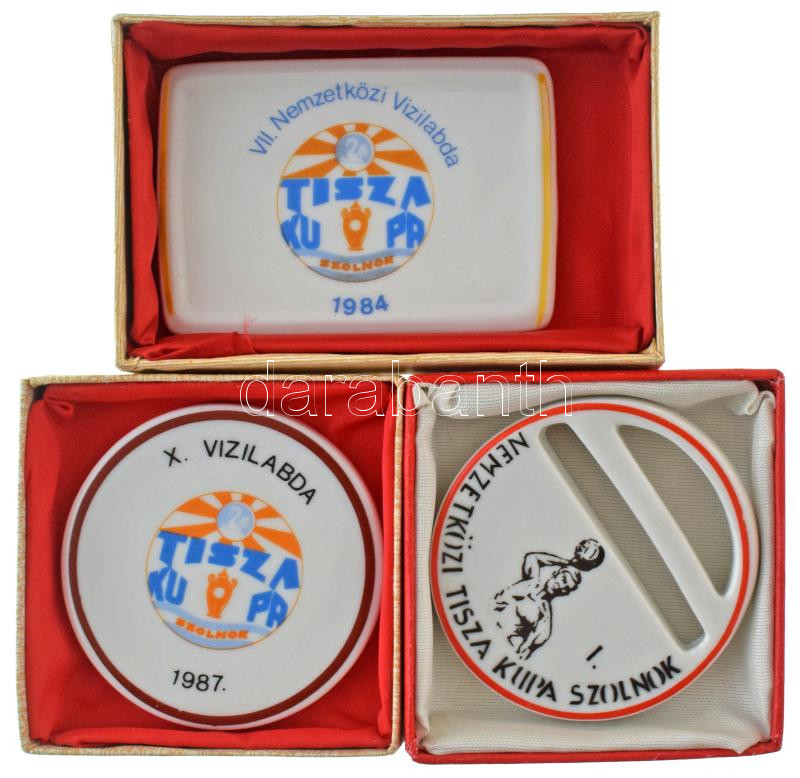 VII. Nemzetközi Vizilabda
TISZA
KU PA
SZOLNOK
1984
darabanth
X. VIZILABDA
TISZA
KU PA
SZOLNOK
1987.
NEMZETKÖZI TISZA KUPA SZOLNOK
I.